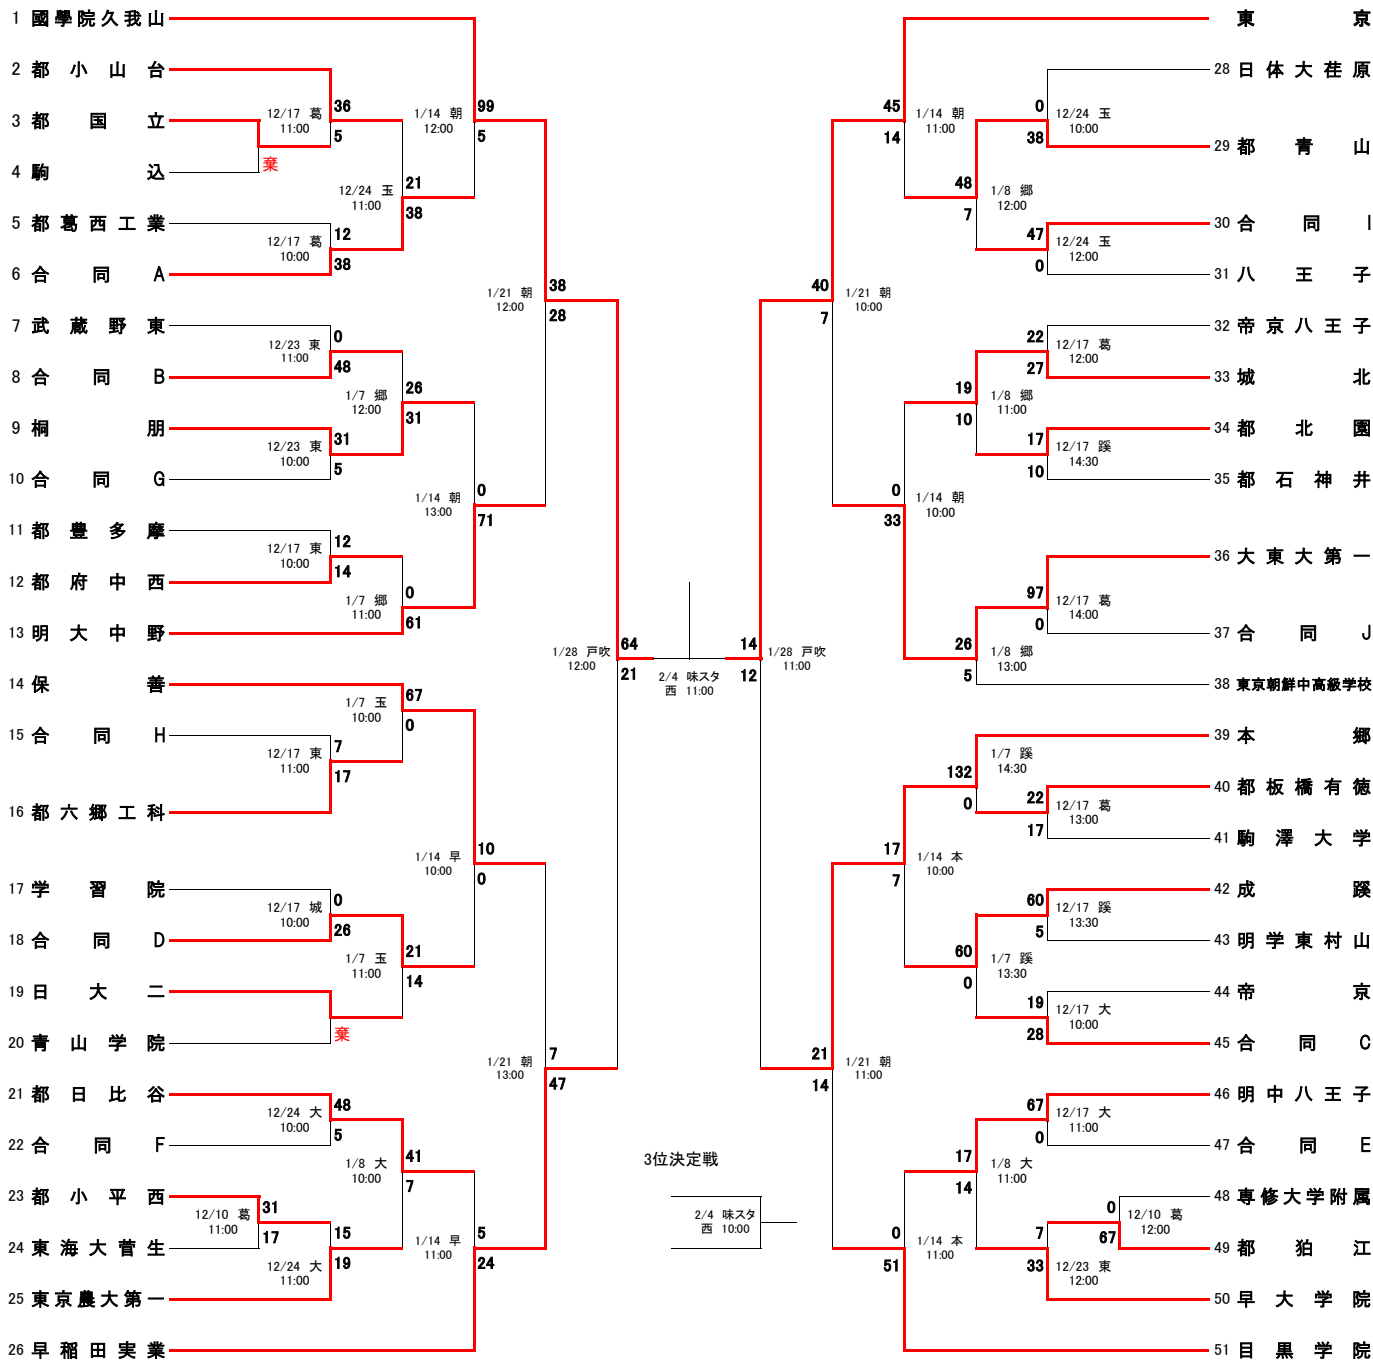 1 國學院久我山
2 都小山台
3 都国立
4 駒込
5 都葛西工業
6 合同A
7 武蔵野東
8 合同B
9 桐朋
10 合同G
11 都豊多摩
12 都府中西
13 明大中野
14 保善
15 合同H
16 都六郷工科
17 学習院
18 合同D
19 日大二
20 青山学院
21 都日比谷
22 合同F
23 都小平西
24 東海大菅生
25 東京農大第一
26 早稲田実業
12/17 葛
11:00
36
5
棄
12/17 葛
10:00
12
38
12/24 玉
11:00
21
38
1/14 朝
12:00
99
5
12/23 東
11:00
0
48
12/23 東
10:00
31
5
1/7 郷
12:00
26
31
12/17 東
10:00
12
14
1/7 郷
11:00
0
61
1/14 朝
13:00
0
71
1/21 朝
12:00
38
28
12/17 東
11:00
7
17
1/7 玉
10:00
67
0
12/17 城
10:00
0
26
棄
1/7 玉
11:00
21
14
1/14 早
10:00
10
0
12/24 大
10:00
48
5
12/10 葛
11:00
31
17
12/24 大
11:00
15
19
1/8 大
10:00
41
7
1/14 早
11:00
5
24
1/21 朝
13:00
7
47
1/28 戸吹
12:00
64
21
2/4 味スタ
西 11:00
3位決定戦
2/4 味スタ
西 10:00
14
12
1/28 戸吹
11:00
40
7
1/21 朝
10:00
45
14
1/14 朝
11:00
48
7
1/8 郷
12:00
0
38
12/24 玉
10:00
47
0
12/24 玉
12:00
0
33
1/14 朝
10:00
19
10
1/8 郷
11:00
22
27
12/17 葛
12:00
17
10
12/17 蹊
14:30
26
5
1/8 郷
13:00
97
0
12/17 葛
14:00
21
14
1/21 朝
11:00
17
7
1/14 本
10:00
132
0
1/7 蹊
14:30
22
17
12/17 葛
13:00
60
0
1/7 蹊
13:30
60
5
12/17 蹊
13:30
19
28
12/17 大
10:00
0
51
1/14 本
11:00
17
14
1/8 大
11:00
67
0
12/17 大
11:00
7
33
12/23 東
12:00
0
67
12/10 葛
12:00
東京
28 日体大荏原
29 都青山
30 合同I
31 八王子
32 帝京八王子
33 城北
34 都北園
35 都石神井
36 大東大第一
37 合同J
38 東京朝鮮中高級学校
39 本郷
40 都板橋有徳
41 駒澤大学
42 成蹊
43 明学東村山
44 帝京
45 合同C
46 明中八王子
47 合同E
48 専修大学附属
49 都狛江
50 早大学院
51 目黒学院